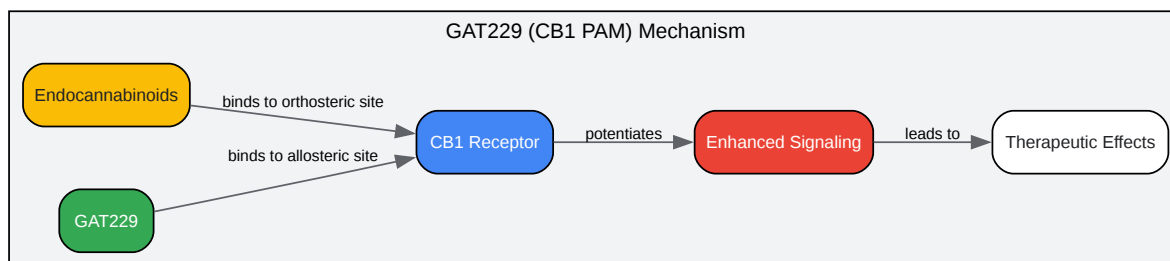 GAT229 (CB1 PAM) Mechanism
Endocannabinoids
binds to orthosteric site
GAT229
binds to allosteric site
CB1 Receptor
potentiates
Enhanced Signaling
leads to
Therapeutic Effects